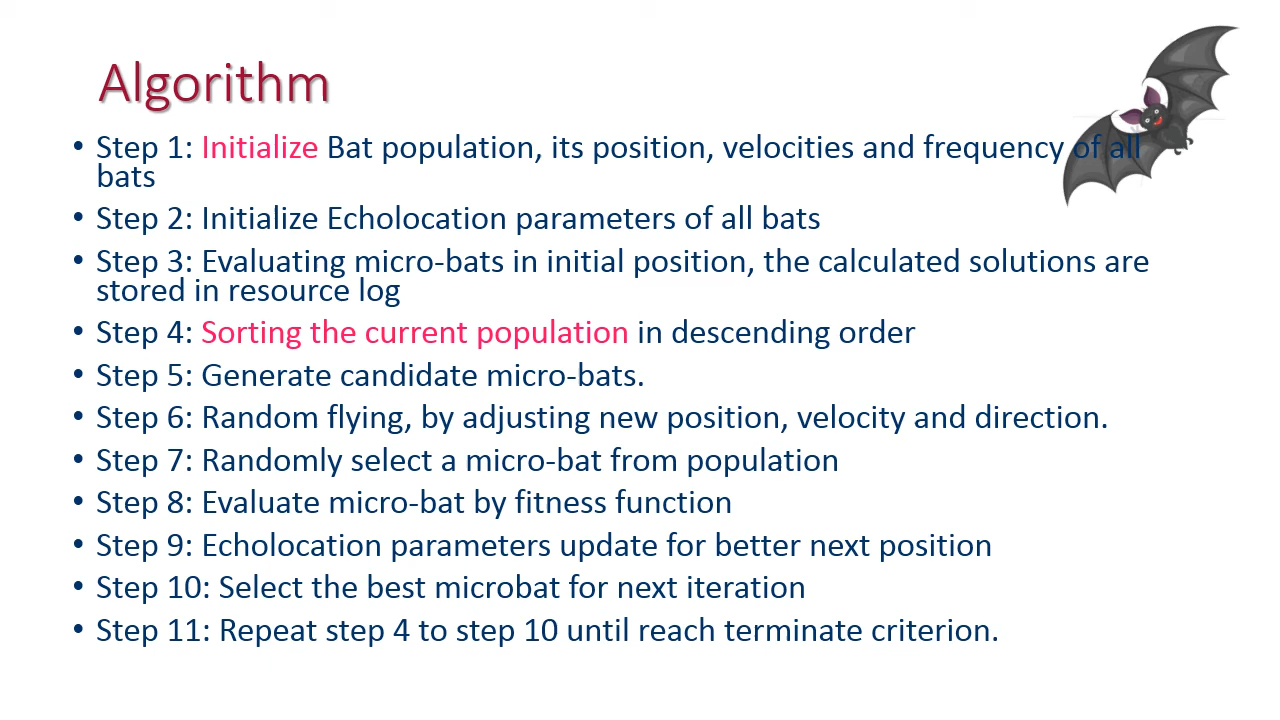 Algorithm
• Step 1: Initialize Bat population, its position, velocities and frequency of all
bats
• Step 2: Initialize Echolocation parameters of all bats
• Step 3: Evaluating micro-bats in initial position, the calculated solutions are
stored in resource log
• Step 4: Sorting the current population in descending order
• Step 5: Generate candidate micro-bats.
• Step 6: Random flying, by adjusting new position, velocity and direction.
• Step 7: Randomly select a micro-bat from population
• Step 8: Evaluate micro-bat by fitness function
• Step 9: Echolocation parameters update for better next position
• Step 10: Select the best microbat for next iteration
• Step 11: Repeat step 4 to step 10 until reach terminate criterion.